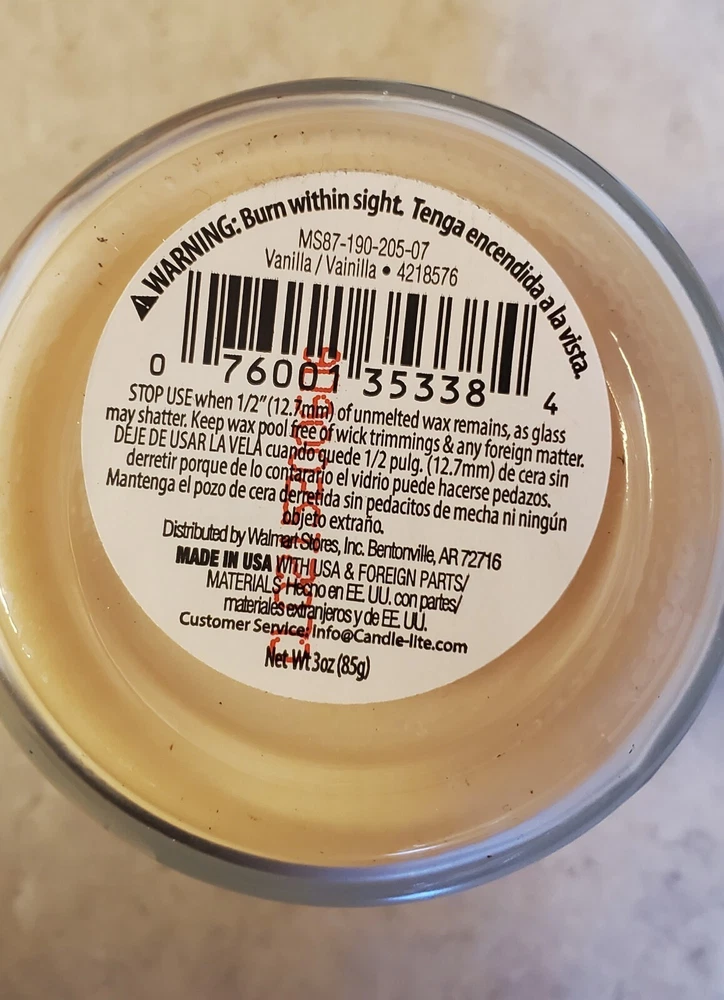 ⚠WARNING: Burn within sight. Tenga encendida a la vista.
MS87-190-205-07
Vanilla / Vainilla • 4218576
0 76001 35338 4
STOP USE when 1/2" (12.7mm) of unmelted wax remains, as glass
may shatter. Keep wax pool free of wick trimmings & any foreign matter.
DEJE DE USAR LA VELA cuando quede 1/2 pulg. (12.7mm) de cera sin
derretir porque de lo contarario el vidrio puede hacerse pedazos.
Mantenga el pozo de cera derretida sin pedacitos de mecha ni ningún
objeto extraño.
Distributed by Walmart Stores, Inc. Bentonville, AR 72716
MADE IN USA WITH USA & FOREIGN PARTS/
MATERIALS Hecho en EE. UU. con partes/
materiales extranjeros y de EE. UU.
Customer Service: Info@Candle-lite.com
Net Wt 3oz (85g)